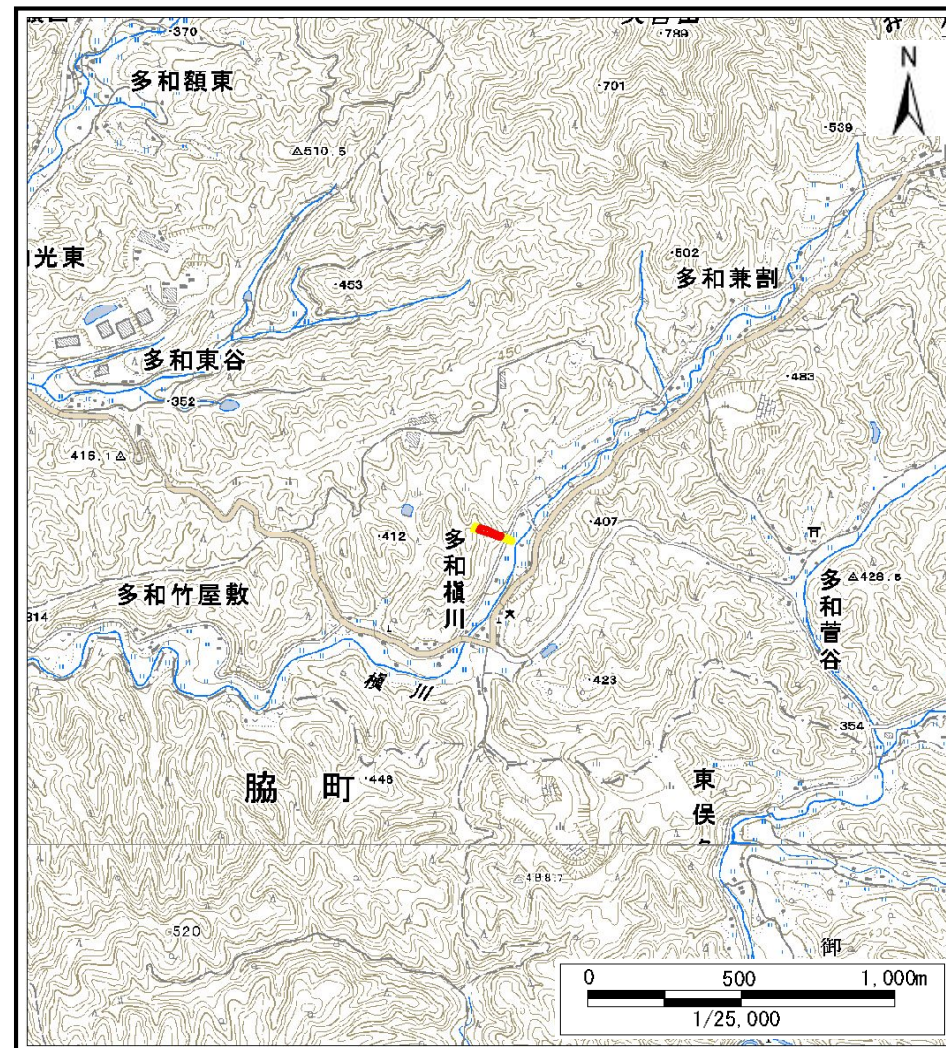 ・370
・789
多和額東
・701
N
・539
△510.5
光東
・502
・453
多和兼割
450
多和東谷
・352
・483
416.1△
・407
・412
多和槇川
多和竹屋敷
314
△428.5
多和菅谷
槇川
・423
354
脇町
・448
東俣
△488.7
・520
御
0 500 1,000m
1/25,000